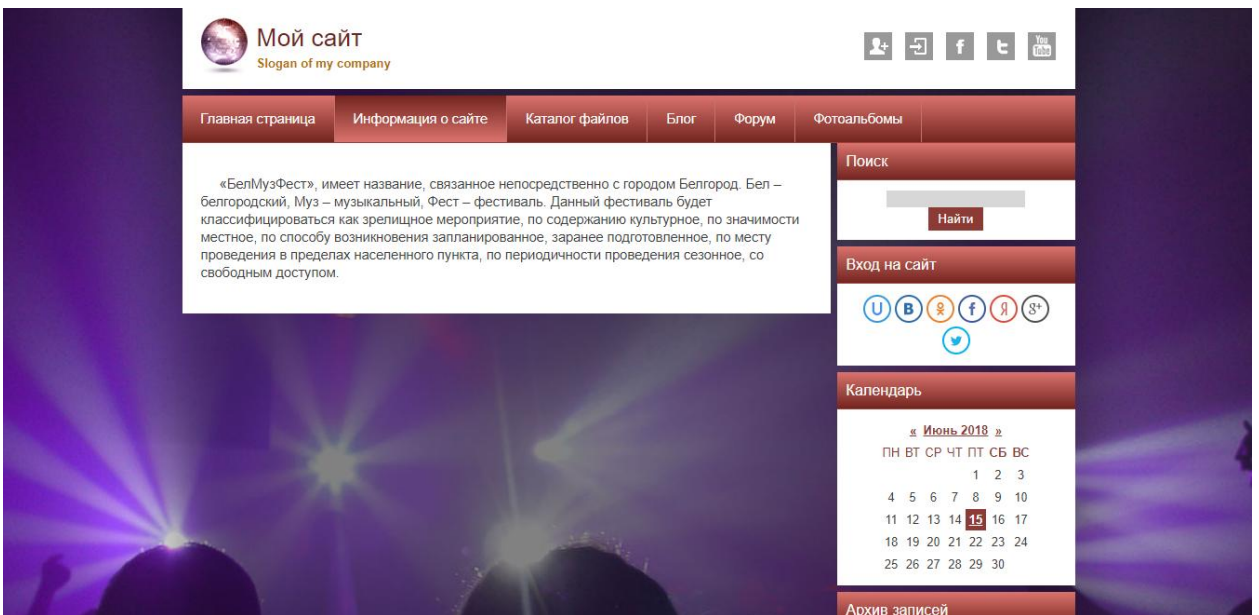 Мой сайт
Slogan of my company
You
Tube
Главная страница Информация о сайте Каталог файлов Блог Форум Фотоальбомы
«БелМузФест», имеет название, связанное непосредственно с городом Белгород. Бел –
белгородский, Муз – музыкальный, Фест – фестиваль. Данный фестиваль будет
классифицироваться как зрелищное мероприятие, по содержанию культурное, по значимости
местное, по способу возникновения запланированное, заранее подготовленное, по месту
проведения в пределах населенного пункта, по периодичности проведения сезонное, со
свободным доступом.
Поиск
Найти
Вход на сайт
Календарь
« Июнь 2018 »
ПН ВТ СР ЧТ ПТ СБ ВС
1 2 3
4 5 6 7 8 9 10
11 12 13 14 15 16 17
18 19 20 21 22 23 24
25 26 27 28 29 30
Архив записей